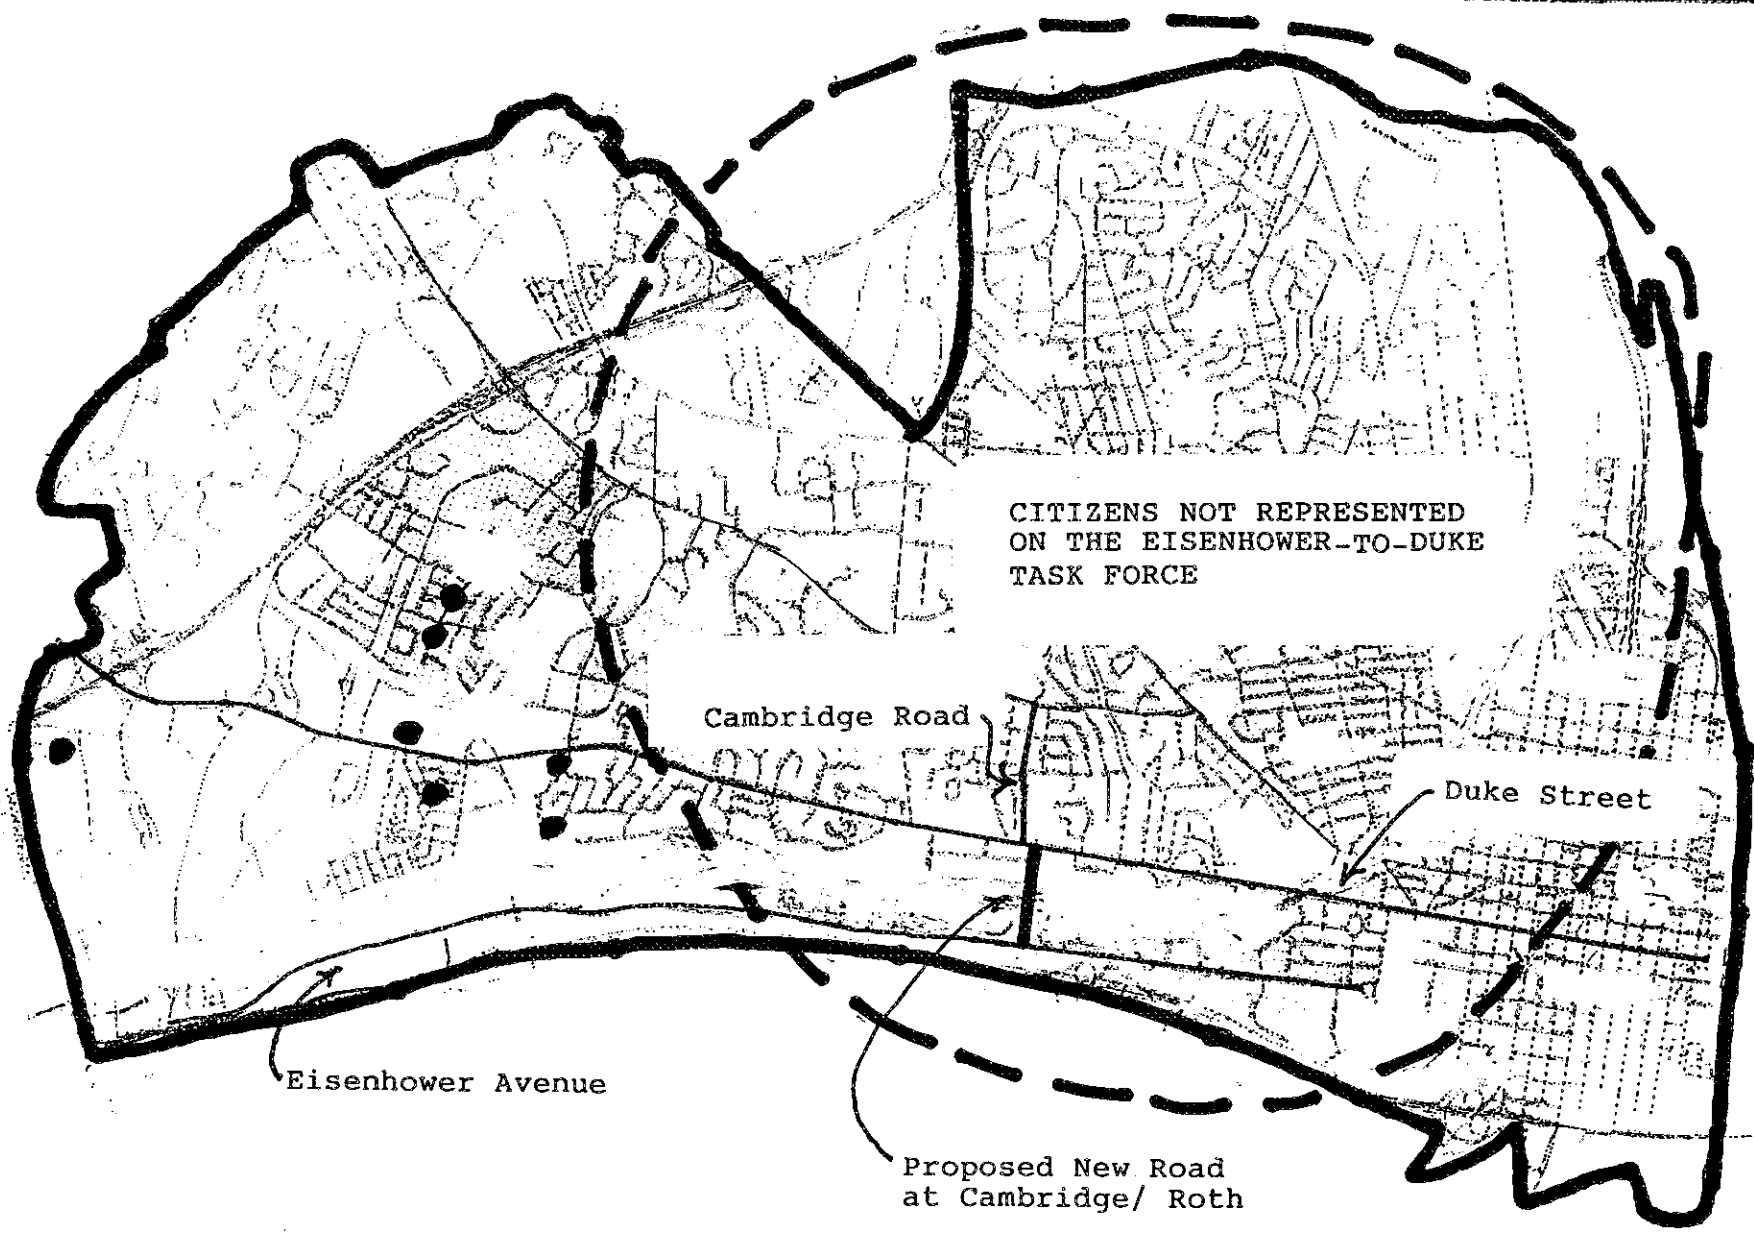 CITIZENS NOT REPRESENTED
ON THE EISENHOWER-TO-DUKE
TASK FORCE
Cambridge Road
Duke Street
Eisenhower Avenue
Proposed New Road
at Cambridge/ Roth